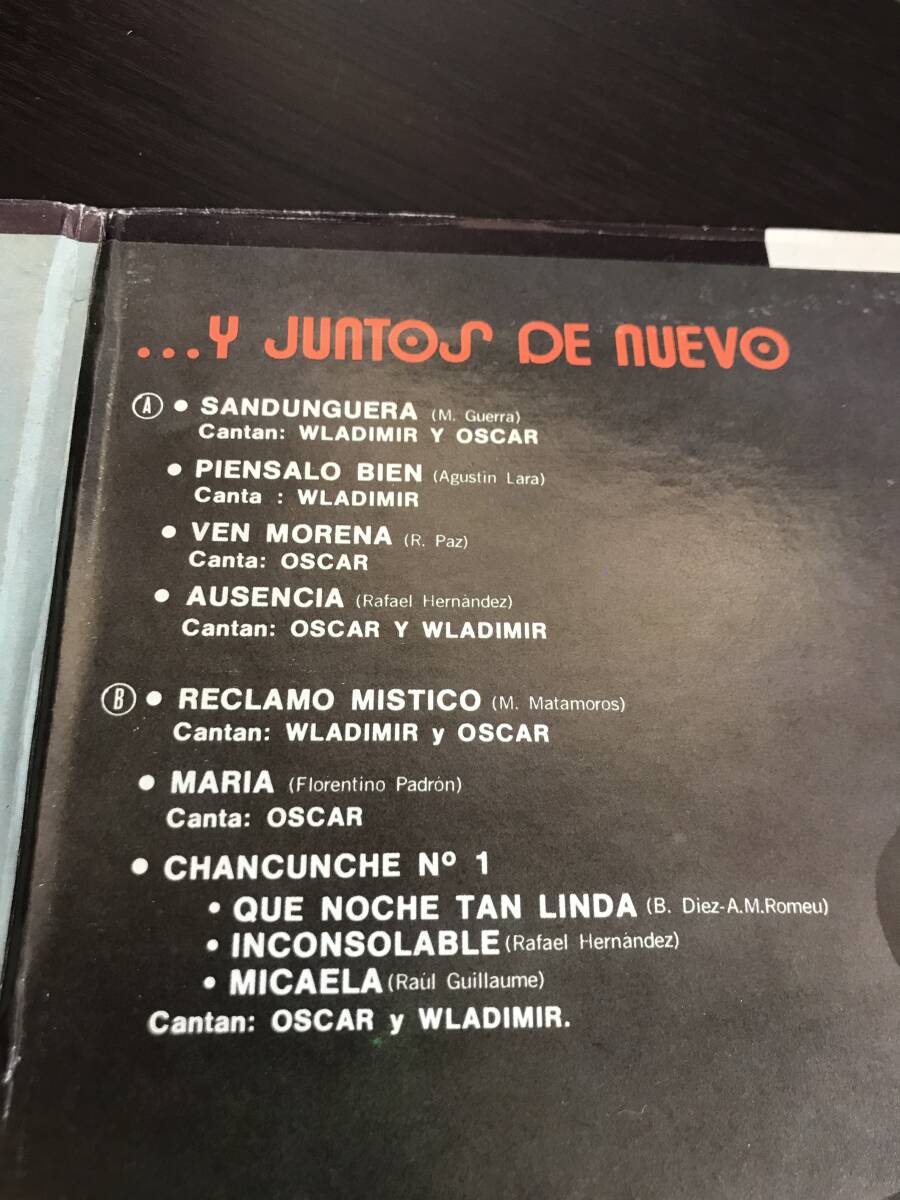 ...Y JUNTOS DE NUEVO
Ⓐ • SANDUNGUERA (M. Guerra)
Cantan: WLADIMIR Y OSCAR
• PIENSALO BIEN (Agustin Lara)
Canta : WLADIMIR
• VEN MORENA (R. Paz)
Canta: OSCAR
• AUSENCIA (Rafael Hernández)
Cantan: OSCAR Y WLADIMIR
Ⓑ • RECLAMO MISTICO (M. Matamoros)
Cantan: WLADIMIR y OSCAR
• MARIA (Florentino Padrón)
Canta: OSCAR
• CHANCUNCHE Nº 1
• QUE NOCHE TAN LINDA (B. Diez-A.M.Romeu)
• INCONSOLABLE (Rafael Hernández)
• MICAELA (Raúl Guillaume)
Cantan: OSCAR y WLADIMIR.